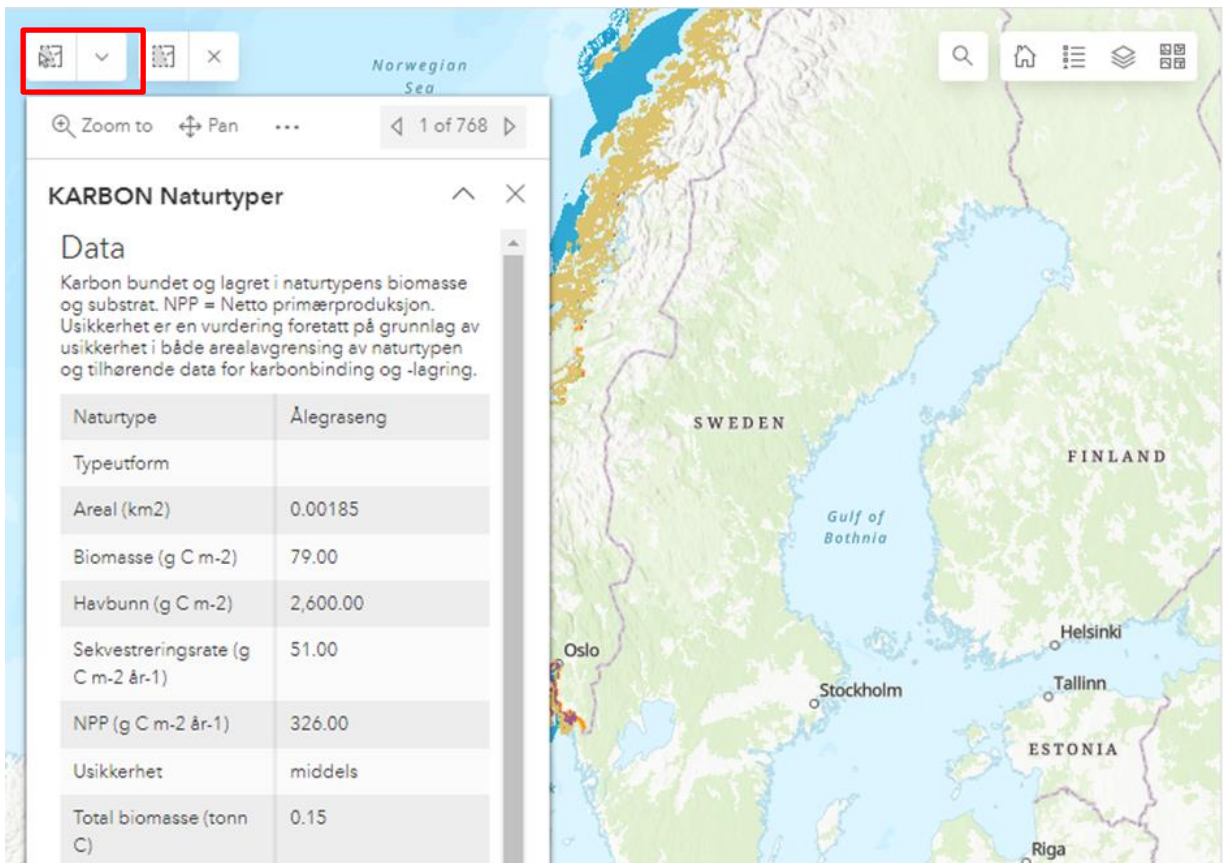 Norwegian
Sea
Zoom to Pan ... 1 of 768
KARBON Naturtyper
Data
Karbon bundet og lagret i naturtypens biomasse
og substrat. NPP = Netto primærproduksjon.
Usikkerhet er en vurdering foretatt på grunnlag av
usikkerhet i både arealavgrensing av naturtypen
og tilhørende data for karbonbinding og -lagring.
Naturtype Ålegraseng
Typeutform
Areal (km2) 0.00185
Biomasse (g C m-2) 79.00
Havbunn (g C m-2) 2,600.00
Sekvestreringsrate (g
C m-2 år-1) 51.00
NPP (g C m-2 år-1) 326.00
Usikkerhet middels
Total biomasse (tonn
C) 0.15
SWEDEN
FINLAND
Gulf of
Bothnia
Oslo
Helsinki
Stockholm
Tallinn
ESTONIA
Riga